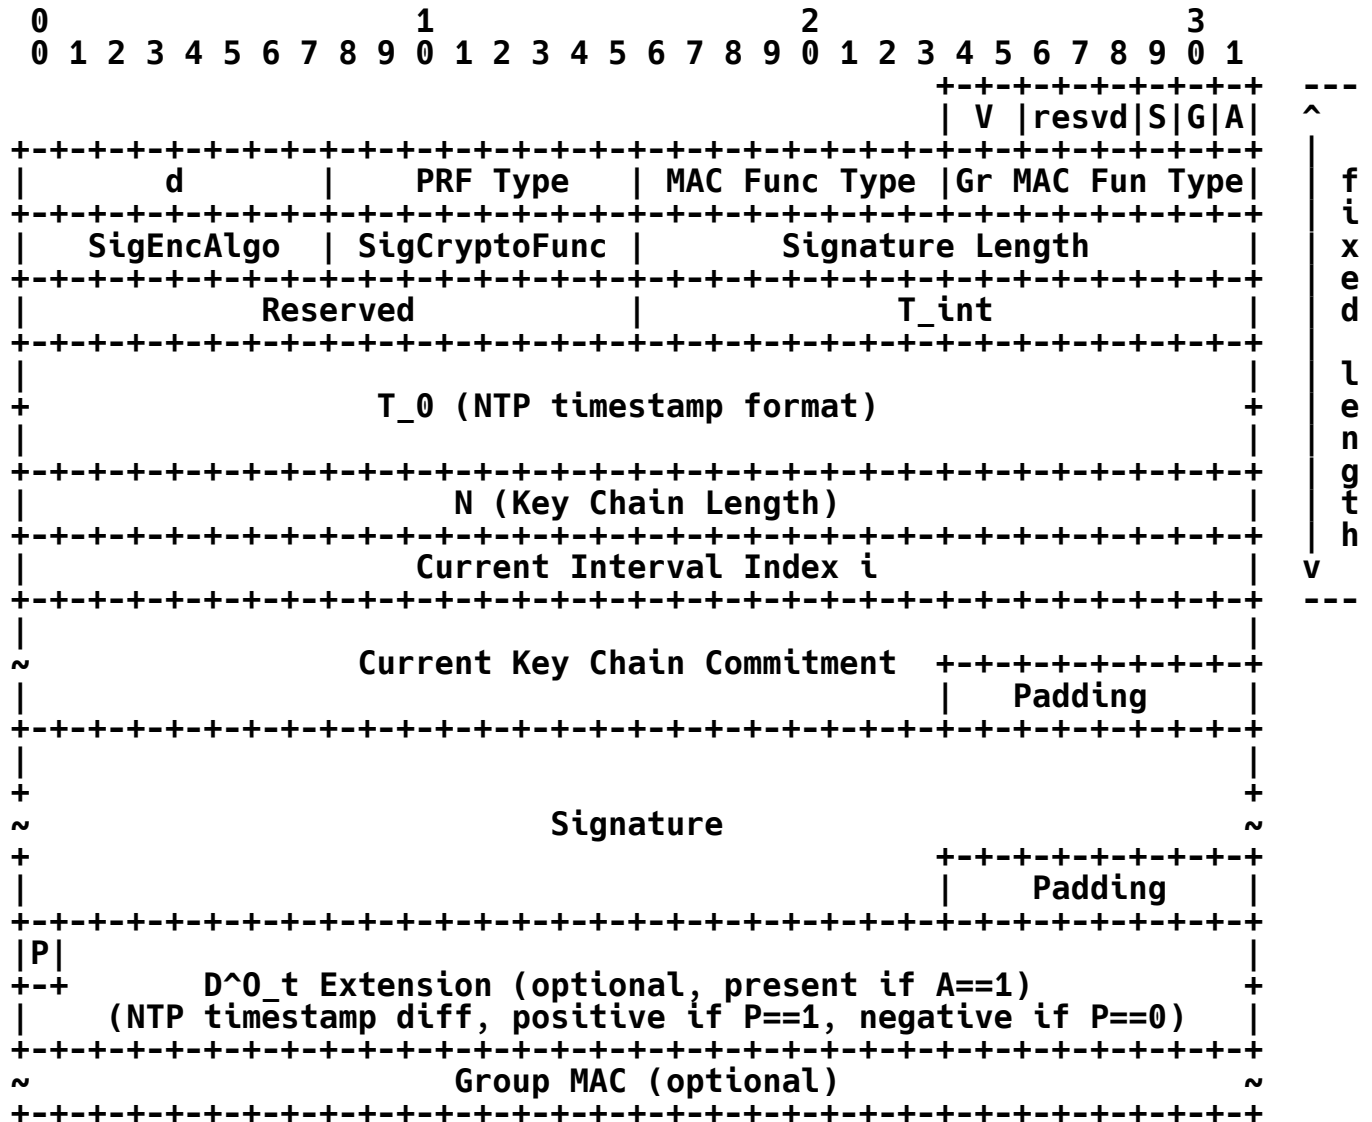 0                   1                   2                   3
 0 1 2 3 4 5 6 7 8 9 0 1 2 3 4 5 6 7 8 9 0 1 2 3 4 5 6 7 8 9 0 1
                                                +-+-+-+-+-+-+-+-+  ---
                                                | V |resvd|S|G|A|  ^
+-+-+-+-+-+-+-+-+-+-+-+-+-+-+-+-+-+-+-+-+-+-+-+-+-+-+-+-+-+-+-+-+  |
|       d       |    PRF Type   | MAC Func Type |Gr MAC Fun Type|  | f
+-+-+-+-+-+-+-+-+-+-+-+-+-+-+-+-+-+-+-+-+-+-+-+-+-+-+-+-+-+-+-+-+  | i
|   SigEncAlgo  | SigCryptoFunc |       Signature Length        |  | x
+-+-+-+-+-+-+-+-+-+-+-+-+-+-+-+-+-+-+-+-+-+-+-+-+-+-+-+-+-+-+-+-+  | e
|            Reserved           |             T_int             |  | d
+-+-+-+-+-+-+-+-+-+-+-+-+-+-+-+-+-+-+-+-+-+-+-+-+-+-+-+-+-+-+-+-+  |
|                                                               |  | l
+                  T_0 (NTP timestamp format)                   +  | e
|                                                               |  | n
+-+-+-+-+-+-+-+-+-+-+-+-+-+-+-+-+-+-+-+-+-+-+-+-+-+-+-+-+-+-+-+-+  | g
|                      N (Key Chain Length)                     |  | t
+-+-+-+-+-+-+-+-+-+-+-+-+-+-+-+-+-+-+-+-+-+-+-+-+-+-+-+-+-+-+-+-+  | h
|                    Current Interval Index i                   |  v
+-+-+-+-+-+-+-+-+-+-+-+-+-+-+-+-+-+-+-+-+-+-+-+-+-+-+-+-+-+-+-+-+  ---
|                                                               |
~                 Current Key Chain Commitment  +-+-+-+-+-+-+-+-+
|                                               |   Padding     |
+-+-+-+-+-+-+-+-+-+-+-+-+-+-+-+-+-+-+-+-+-+-+-+-+-+-+-+-+-+-+-+-+
|                                                               |
+                                                               +
~                           Signature                           ~
+                                               +-+-+-+-+-+-+-+-+
|                                               |    Padding    |
+-+-+-+-+-+-+-+-+-+-+-+-+-+-+-+-+-+-+-+-+-+-+-+-+-+-+-+-+-+-+-+-+
|P|                                                             |
+-+       D^O_t Extension (optional, present if A==1)           +
|    (NTP timestamp diff, positive if P==1, negative if P==0)   |
+-+-+-+-+-+-+-+-+-+-+-+-+-+-+-+-+-+-+-+-+-+-+-+-+-+-+-+-+-+-+-+-+
~                      Group MAC (optional)                     ~
+-+-+-+-+-+-+-+-+-+-+-+-+-+-+-+-+-+-+-+-+-+-+-+-+-+-+-+-+-+-+-+-+